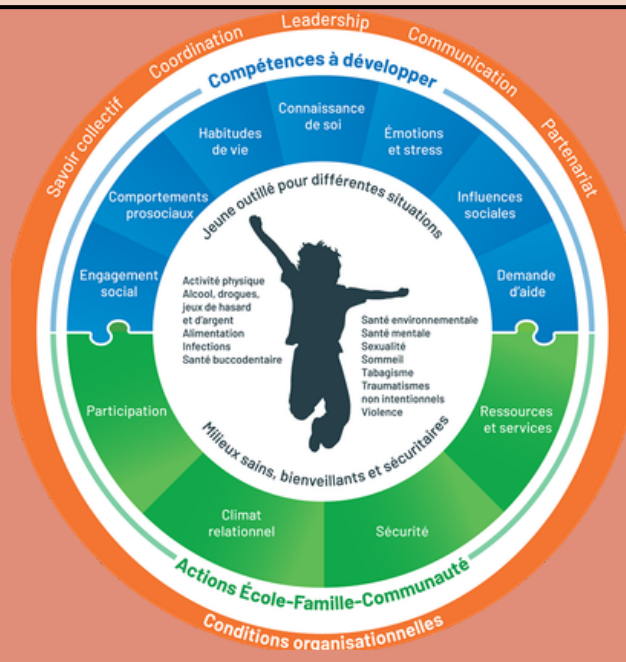 Savoir collectif
Coordination
Leadership
Communication
Partenariat
Compétences à développer
Engagement
social
Comportements
prosociaux
Habitudes
de vie
Connaissance
de soi
Émotions
et stress
Influences
sociales
Demande
d'aide
Jeune outillé pour différentes situations
Activité physique
Alcool, drogues,
jeux de hasard
et d'argent
Alimentation
Infections
Santé buccodentaire
Santé environnementale
Santé mentale
Sexualité
Sommeil
Tabagisme
Traumatismes
non intentionnels
Violence
Milieux sains, bienveillants et sécuritaires
Participation
Climat
relationnel
Sécurité
Ressources
et services
Actions École-Famille-Communauté
Conditions organisationnelles